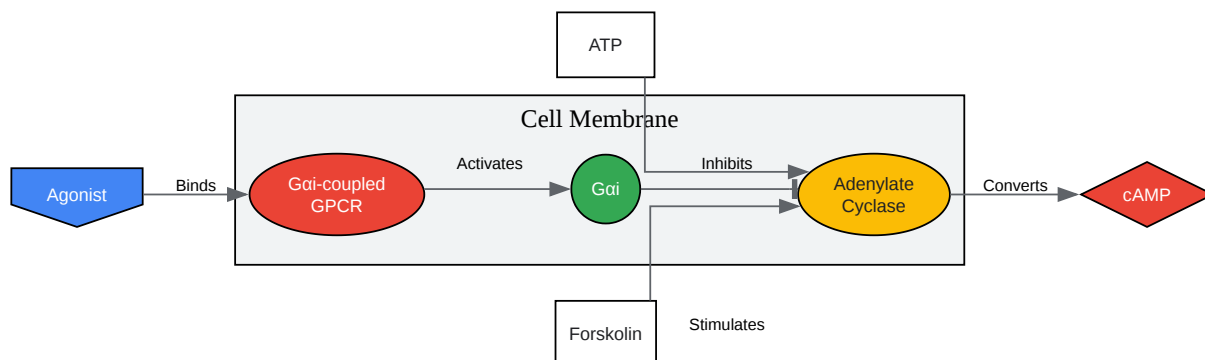 ATP
Cell Membrane
Agonist
Binds
Gαi-coupled
GPCR
Activates
Gαi
Inhibits
Adenylate
Cyclase
Converts
cAMP
Forskolin
Stimulates